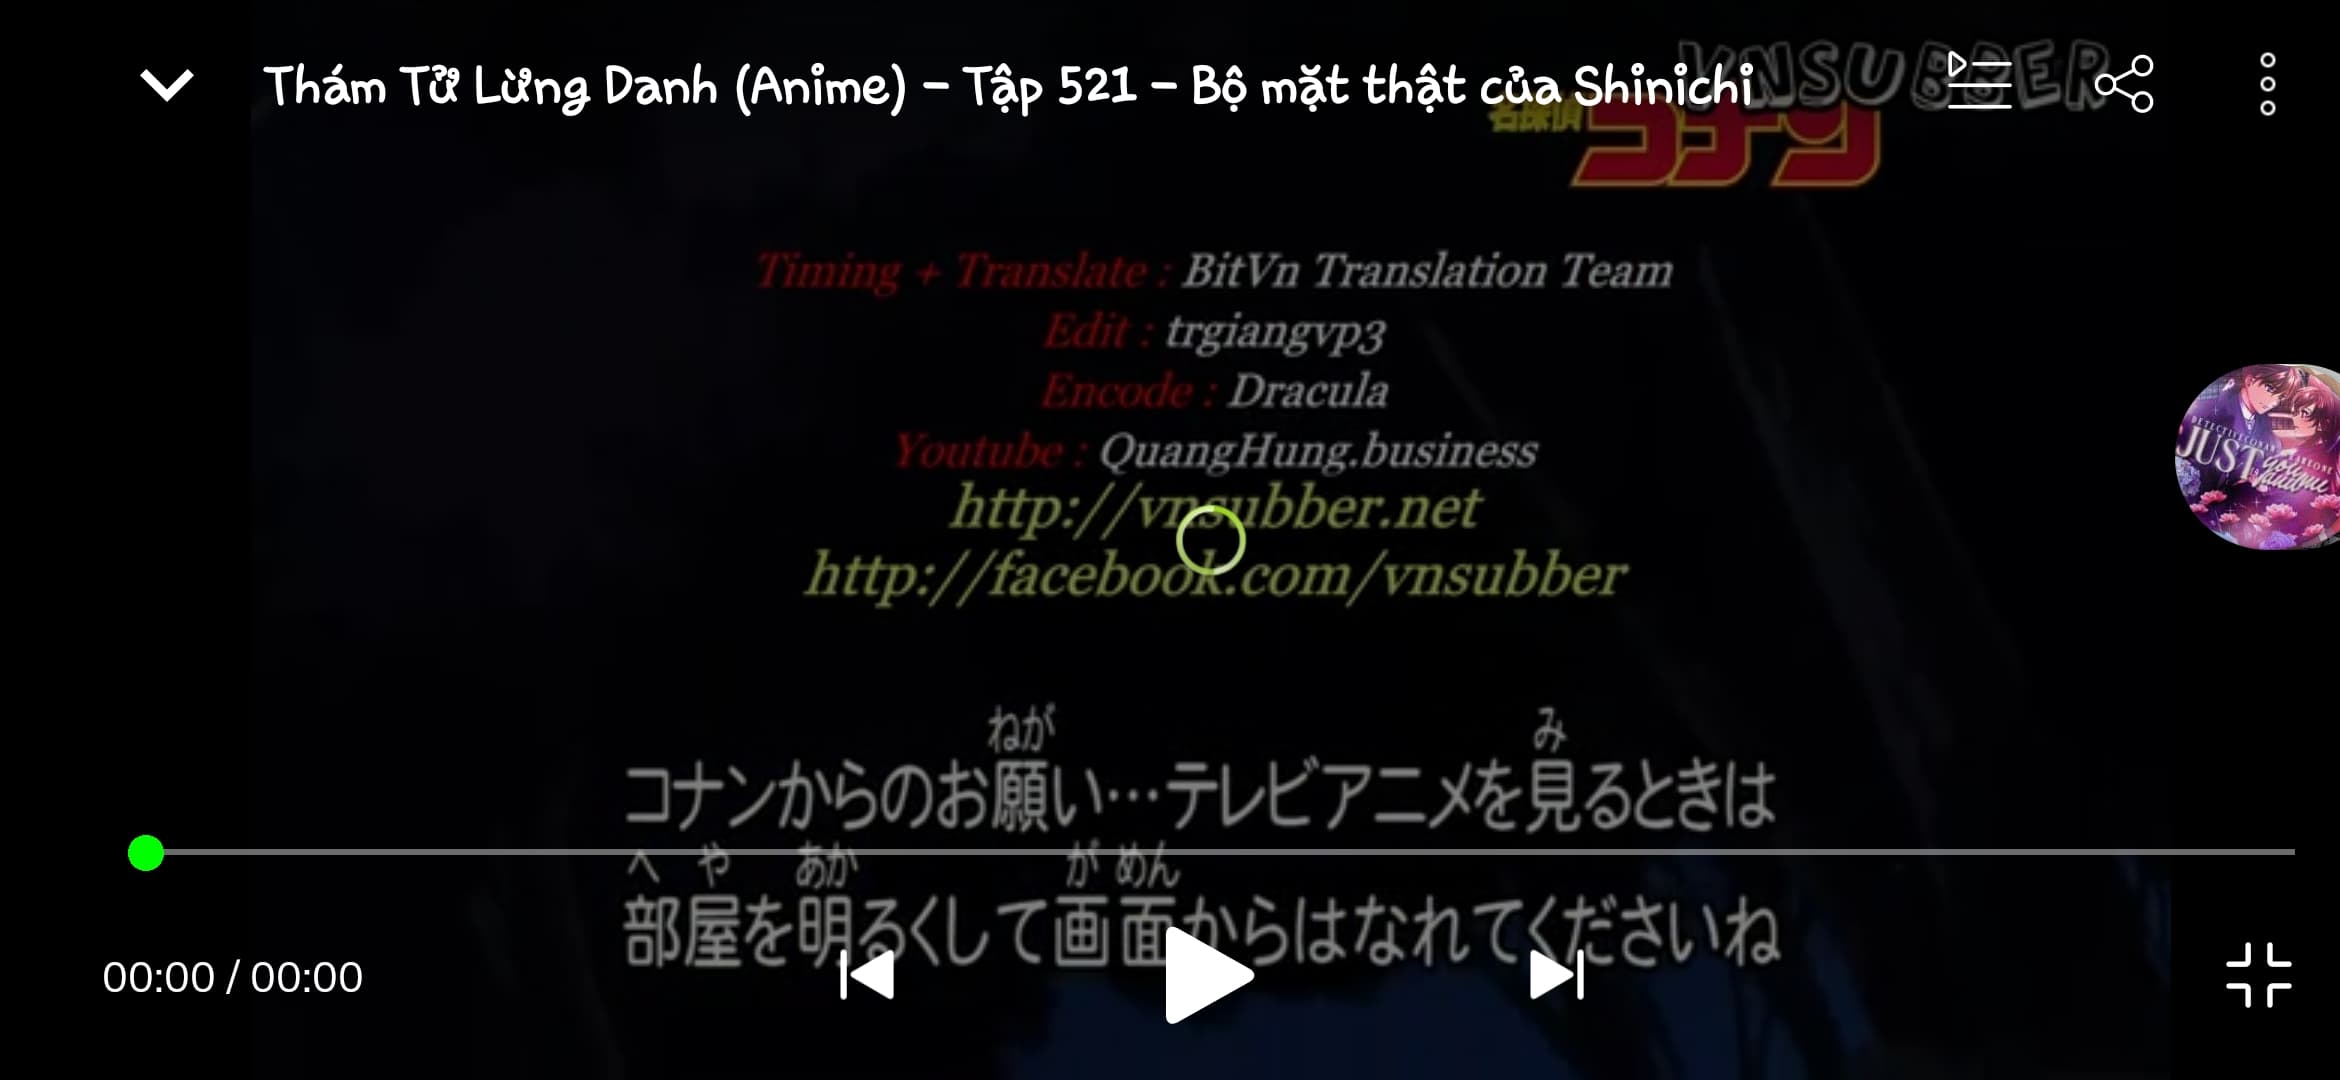 Thám Tử Lừng Danh (Anime) – Tập 521 – Bộ mặt thật của Shinichi
VNSUBBER
名探偵
コナン
Timing + Translate : BitVn Translation Team
Edit : trgiangvp3
Encode : Dracula
Youtube : QuangHung.business
http://vnsubber.net
http://facebook.com/vnsubber
DETECTIVE CONAN
JUST
you
ねが み
コナンからのお願い…テレビアニメを見るときは
へ や あか が めん
部屋を明るくして画面からはなれてくださいね
00:00 / 00:00